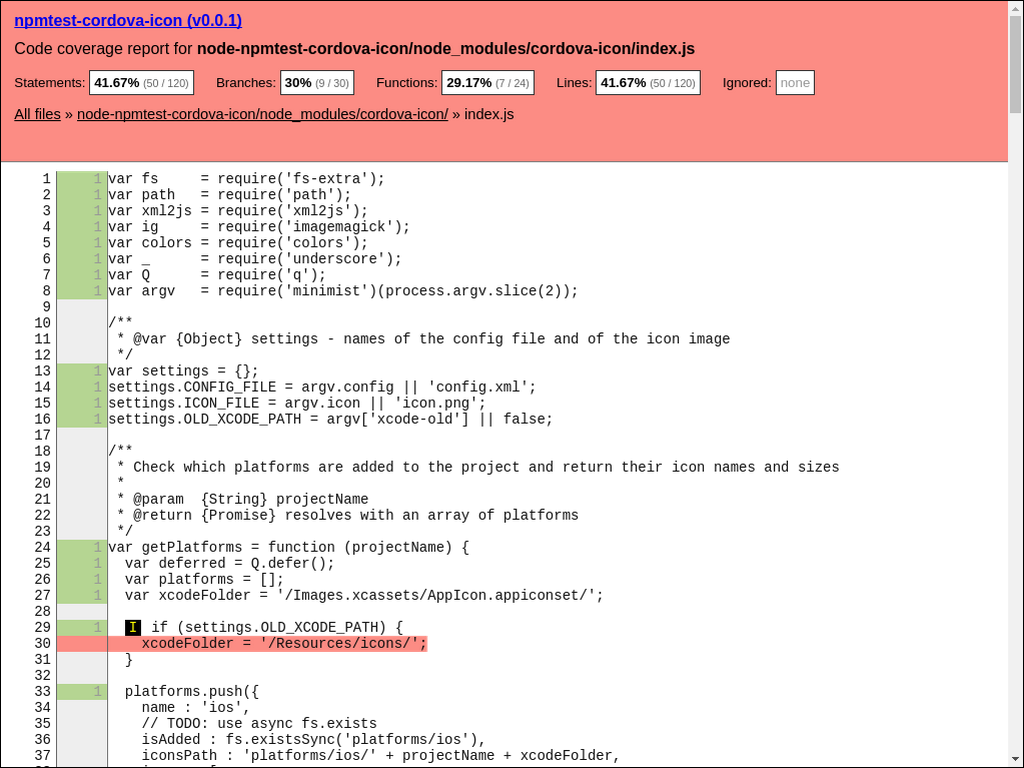 npmtest-cordova-icon (v0.0.1)
Code coverage report for node-npmtest-cordova-icon/node_modules/cordova-icon/index.js
Statements: 41.67% (50 / 120) Branches: 30% (9 / 30) Functions: 29.17% (7 / 24) Lines: 41.67% (50 / 120) Ignored: none
All files » node-npmtest-cordova-icon/node_modules/cordova-icon/ » index.js
1 1 var fs     = require('fs-extra');
2 1 var path   = require('path');
3 1 var xml2js = require('xml2js');
4 1 var ig     = require('imagemagick');
5 1 var colors = require('colors');
6 1 var _      = require('underscore');
7 1 var Q      = require('q');
8 1 var argv   = require('minimist')(process.argv.slice(2));
9
10 /**
11  * @var {Object} settings - names of the config file and of the icon image
12  */
13 1 var settings = {};
14 1 settings.CONFIG_FILE = argv.config || 'config.xml';
15 1 settings.ICON_FILE = argv.icon || 'icon.png';
16 1 settings.OLD_XCODE_PATH = argv['xcode-old'] || false;
17
18 /**
19  * Check which platforms are added to the project and return their icon names and sizes
20  *
21  * @param  {String} projectName
22  * @return {Promise} resolves with an array of platforms
23  */
24 1 var getPlatforms = function (projectName) {
25 1   var deferred = Q.defer();
26 1   var platforms = [];
27 1   var xcodeFolder = '/Images.xcassets/AppIcon.appiconset/';
28
29 1   I if (settings.OLD_XCODE_PATH) {
30     xcodeFolder = '/Resources/icons/';
31   }
32
33 1   platforms.push({
34     name : 'ios',
35     // TODO: use async fs.exists
36     isAdded : fs.existsSync('platforms/ios'),
37     iconsPath : 'platforms/ios/' + projectName + xcodeFolder,